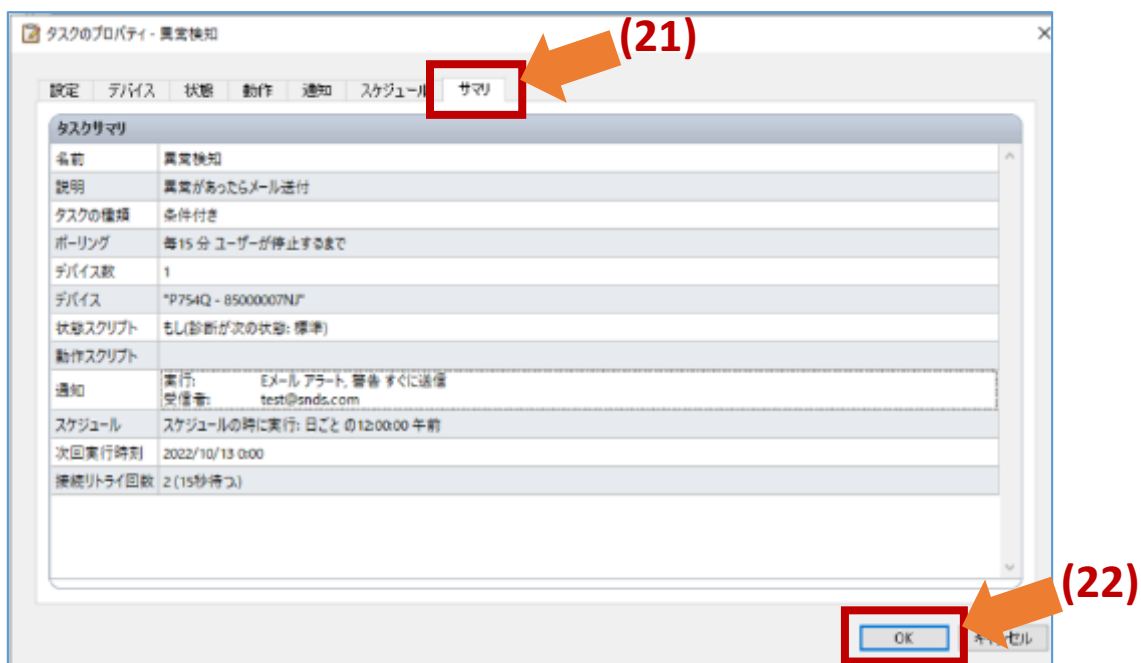 タスクのプロパティ - 異常検知
(21)
設定 デバイス 状態 動作 通知 スケジュール サマリ
タスクサマリ
名前 異常検知
説明 異常があったらメール送付
タスクの種類 条件付き
ポーリング 毎15 分 ユーザーが停止するまで
デバイス数 1
デバイス "P754Q - 85000007NJ"
状態スクリプト もし(診断が次の状態: 標準)
動作スクリプト
通知 実行: Eメール アラート, 警告 すぐに送信
受信者: test@snds.com
スケジュール スケジュールの時に実行: 日ごと の12:00:00 午前
次回実行時刻 2022/10/13 0:00
接続リトライ回数 2 (15秒待つ)
(22)
OK キャンセル